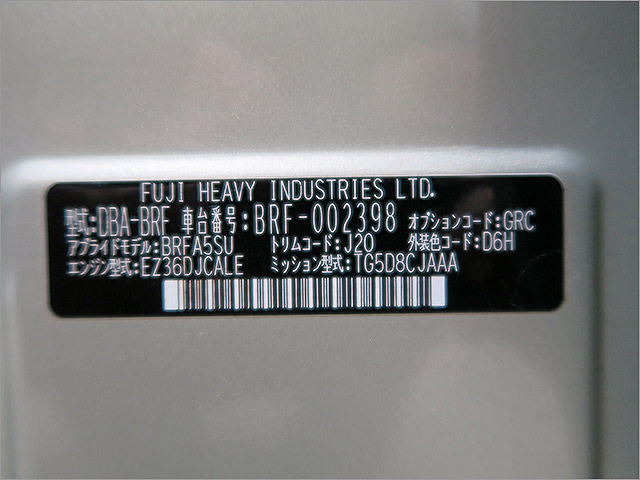 FUJI HEAVY INDUSTRIES LTD.
型式:DBA-BRF 車台番号:BRF-002398 オプションコード:GRC
アプライドモデル:BRFA5SU トリムコード:J20 外装色コード:D6H
エンジン型式:EZ36DJCALE ミッション型式:TG5D8CJAAA